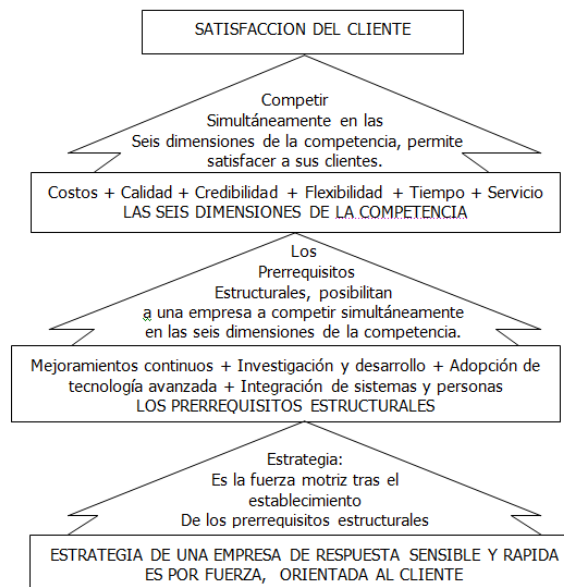 SATISFACCION DEL CLIENTE
Competir
Simultáneamente en las
Seis dimensiones de la competencia, permite
satisfacer a sus clientes.
Costos + Calidad + Credibilidad + Flexibilidad + Tiempo + Servicio
LAS SEIS DIMENSIONES DE LA COMPETENCIA
Los
Prerrequisitos
Estructurales, posibilitan
a una empresa a competir simultáneamente
en las seis dimensiones de la competencia.
Mejoramientos continuos + Investigación y desarrollo + Adopción de
tecnología avanzada + Integración de sistemas y personas
LOS PRERREQUISITOS ESTRUCTURALES
Estrategia:
Es la fuerza motriz tras el
establecimiento
De los prerrequisitos estructurales
ESTRATEGIA DE UNA EMPRESA DE RESPUESTA SENSIBLE Y RAPIDA
ES POR FUERZA, ORIENTADA AL CLIENTE